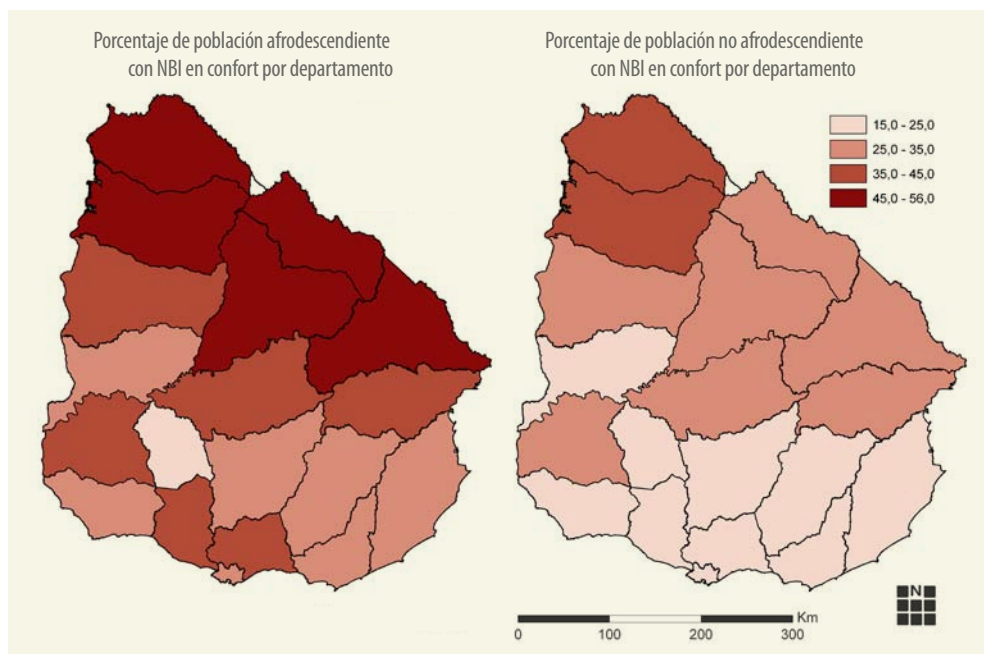 Porcentaje de población afrodescendiente
con NBI en confort por departamento
Porcentaje de población no afrodescendiente
con NBI en confort por departamento
15,0 - 25,0
25,0 - 35,0
35,0 - 45,0
45,0 - 56,0
N
Km
0 100 200 300